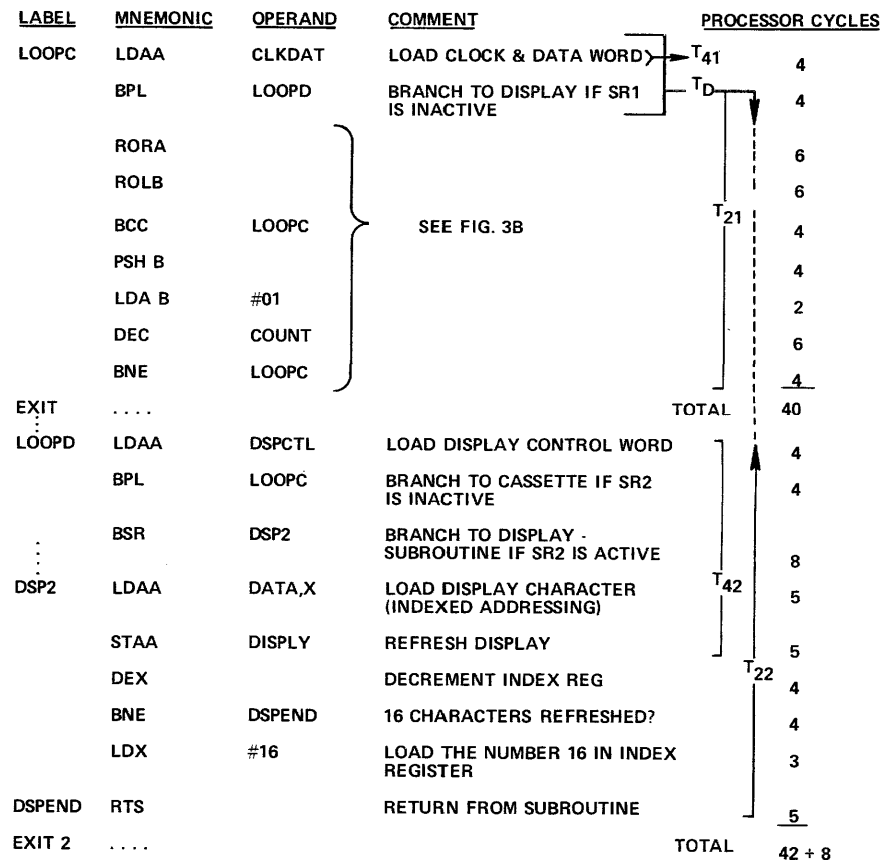 LABEL MNEMONIC OPERAND COMMENT PROCESSOR CYCLES
LOOPC LDAA CLKDAT LOAD CLOCK & DATA WORD T41 4
BPL LOOPD BRANCH TO DISPLAY IF SR1 TD 4
IS INACTIVE
RORA 6
ROLB 6
T21
BCC LOOPC SEE FIG. 3B 4
PSH B 4
LDA B #01 2
DEC COUNT 6
BNE LOOPC 4
EXIT .... TOTAL 40
LOOPD LDAA DSPCTL LOAD DISPLAY CONTROL WORD 4
BPL LOOPC BRANCH TO CASSETTE IF SR2 4
IS INACTIVE
BSR DSP2 BRANCH TO DISPLAY -
SUBROUTINE IF SR2 IS ACTIVE 8
DSP2 LDAA DATA,X LOAD DISPLAY CHARACTER T42 5
(INDEXED ADDRESSING)
STAA DISPLY REFRESH DISPLAY 5
T22
DEX DECREMENT INDEX REG 4
BNE DSPEND 16 CHARACTERS REFRESHED? 4
LDX #16 LOAD THE NUMBER 16 IN INDEX 3
REGISTER
DSPEND RTS RETURN FROM SUBROUTINE 5
EXIT 2 .... TOTAL 42 + 8